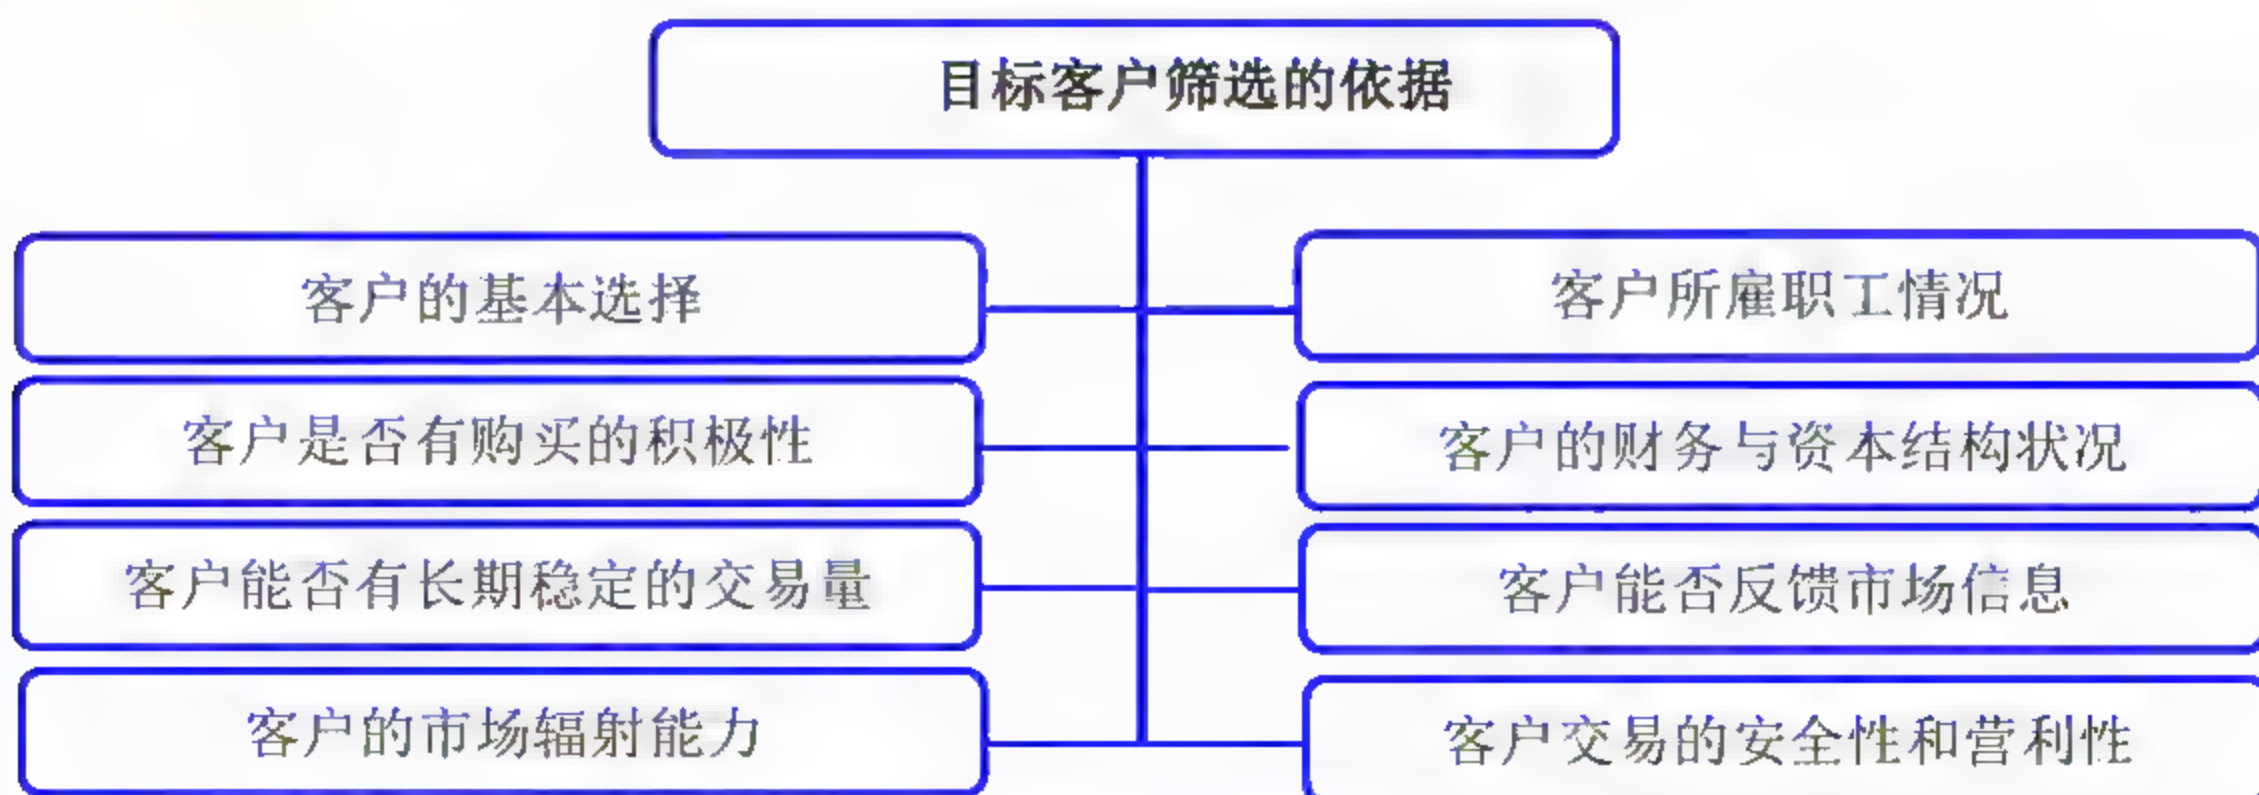 目标客户筛选的依据
客户的基本选择
客户所雇职工情况
客户是否有购买的积极性
客户的财务与资本结构状况
客户能否有长期稳定的交易量
客户能否反馈市场信息
客户的市场辐射能力
客户交易的安全性和营利性